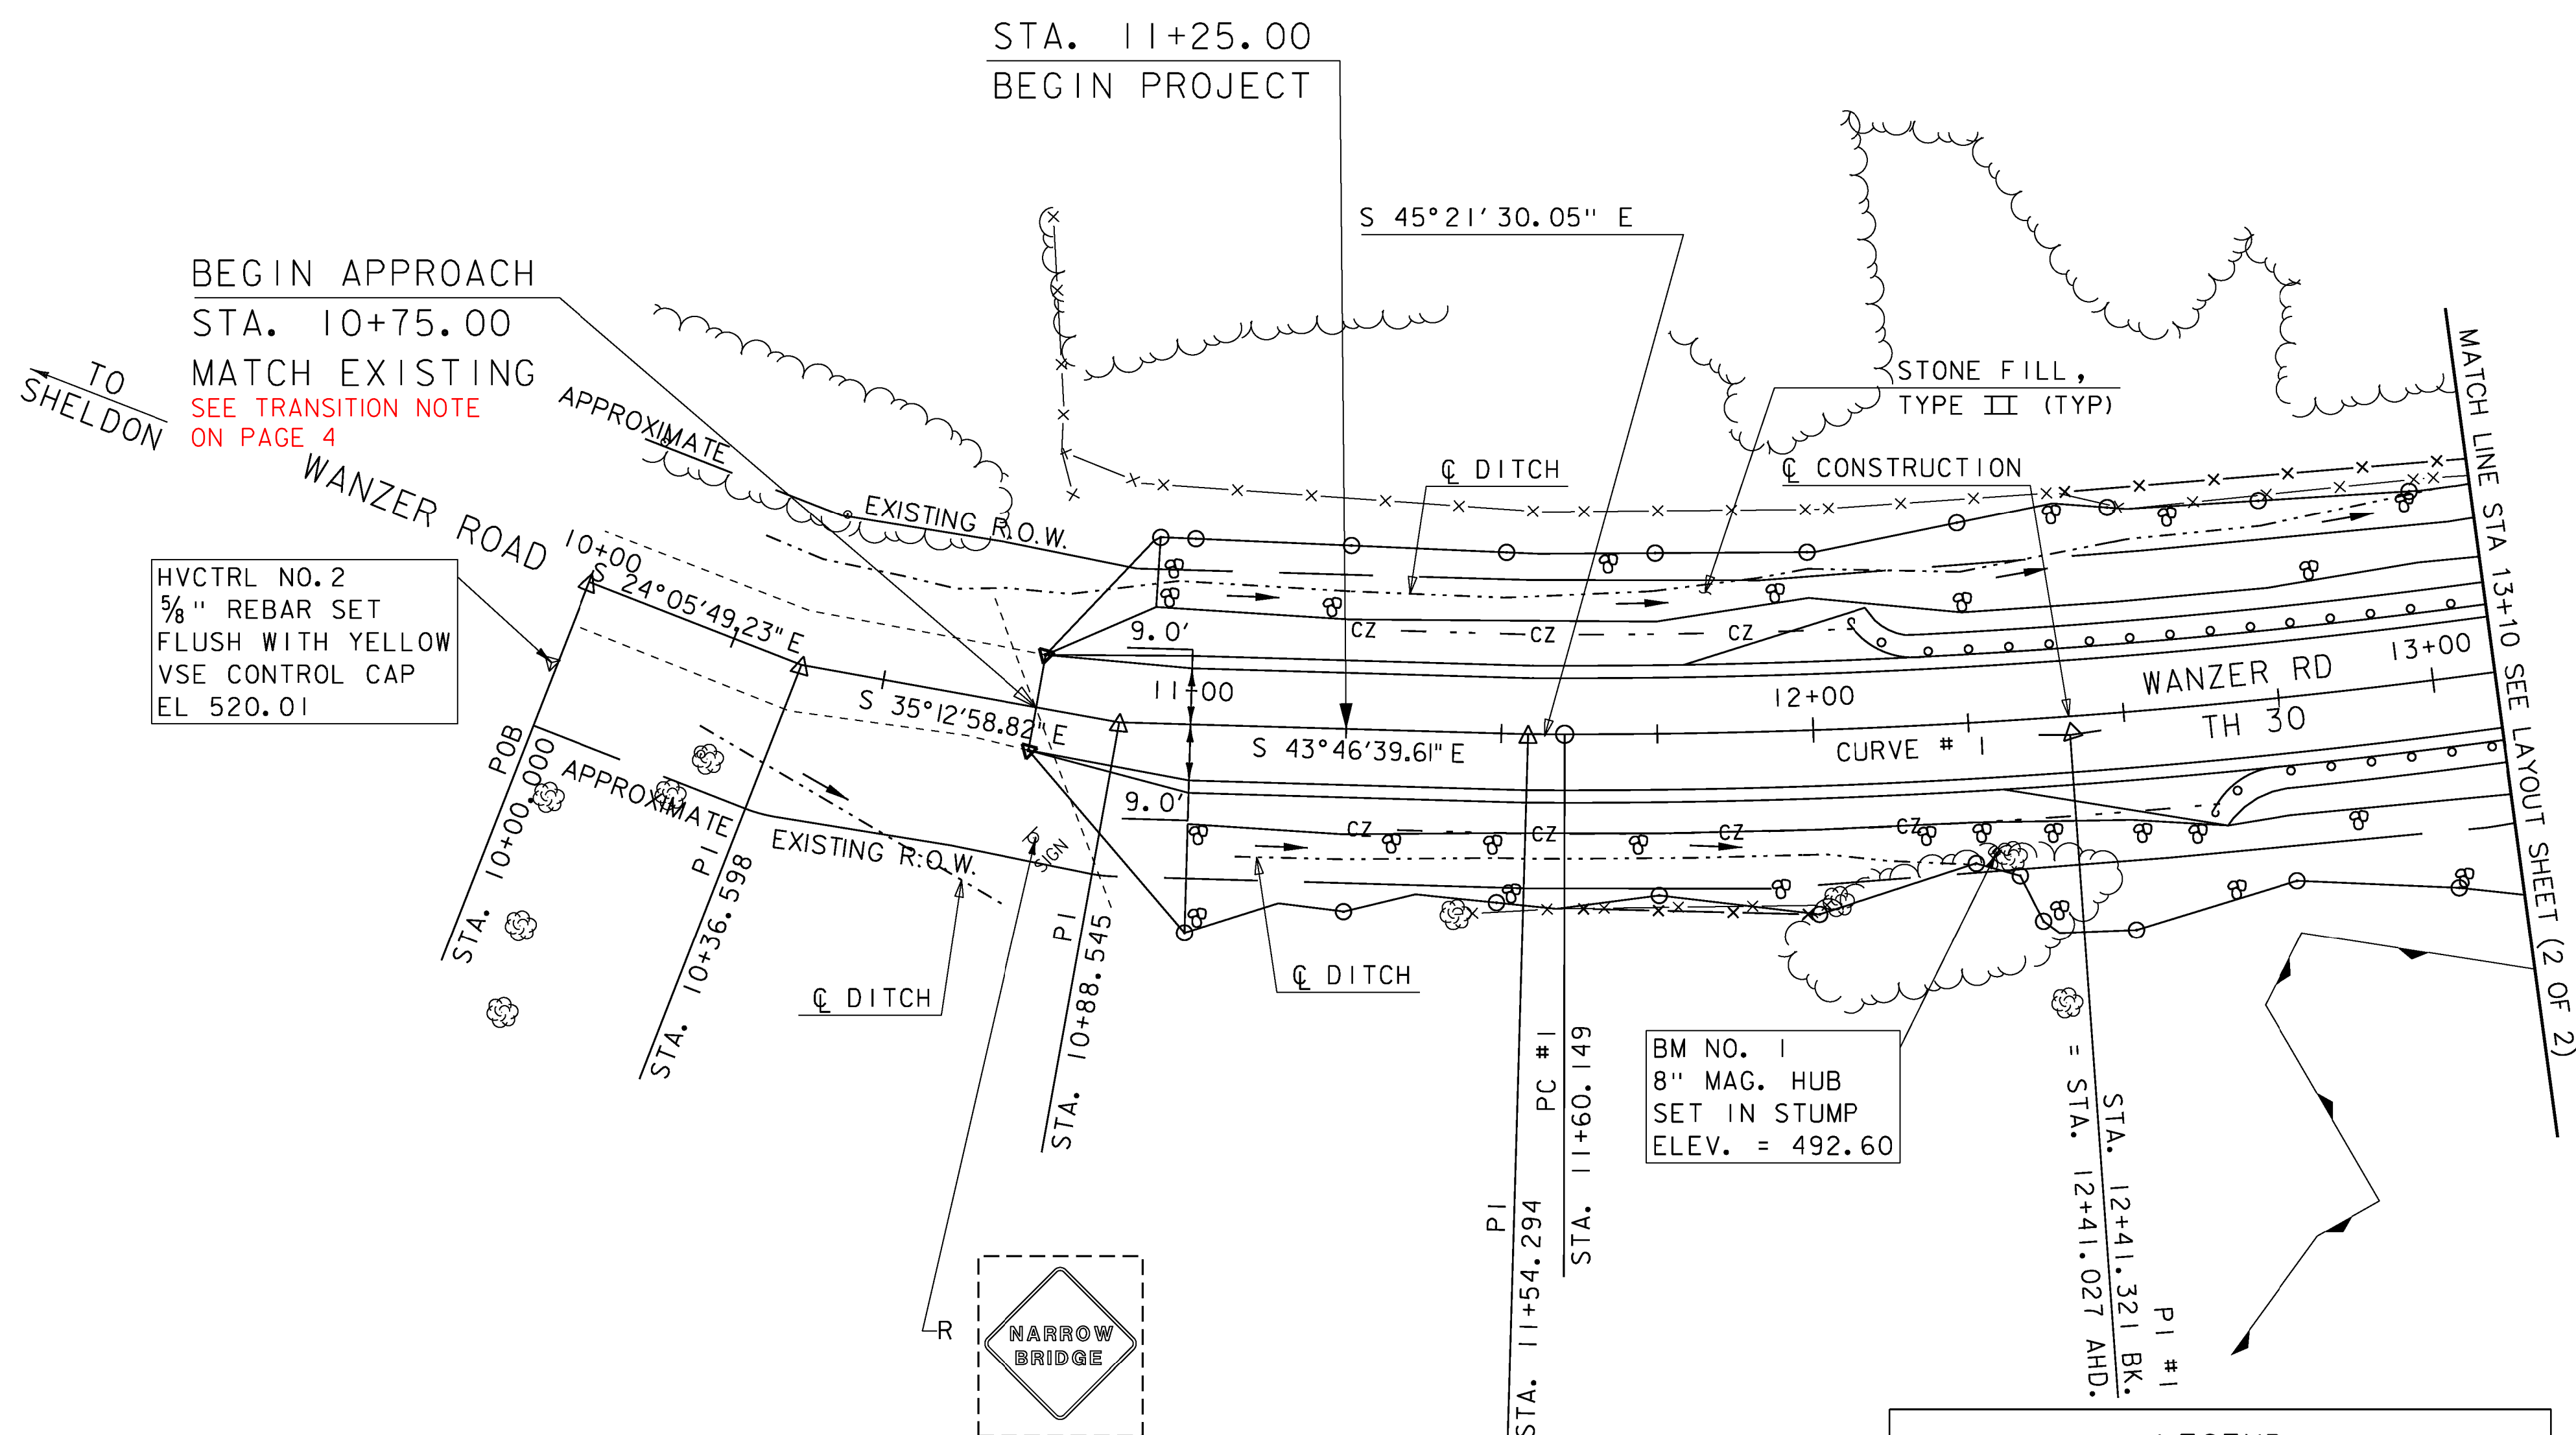 STA. 11+25.00
BEGIN PROJECT
S 45°21'30.05" E
BEGIN APPROACH
STA. 10+75.00
MATCH EXISTING
SEE TRANSITION NOTE
ON PAGE 4
TO
SHELDON
WANZER ROAD
APPROXIMATE
EXISTING R.O.W.
STONE FILL,
TYPE II (TYP)
℄ DITCH
℄ CONSTRUCTION
MATCH LINE STA 13+10 SEE LAYOUT SHEET (2 OF 2)
HVCTRL NO. 2
5/8" REBAR SET
FLUSH WITH YELLOW
VSE CONTROL CAP
EL 520.01
10+00
S 24°05'49.23" E
S 35°12'58.82" E
9.0'
11+00
CZ
CZ
CZ
12+00
WANZER RD
13+00
TH 30
S 43°46'39.61" E
CURVE # 1
9.0'
CZ
CZ
CZ
CZ
POB
STA. 10+00.000
APPROXIMATE
EXISTING R.O.W.
PI
STA. 10+36.598
SIGN
℄ DITCH
℄ DITCH
PI
STA. 10+88.545
PI
STA. 11+54.294
PC #1
STA. 11+60.149
BM NO. 1
8" MAG. HUB
SET IN STUMP
ELEV. = 492.60
PI #1
STA. 12+41.321 BK.
= STA. 12+41.027 AHD.
R
NARROW
BRIDGE